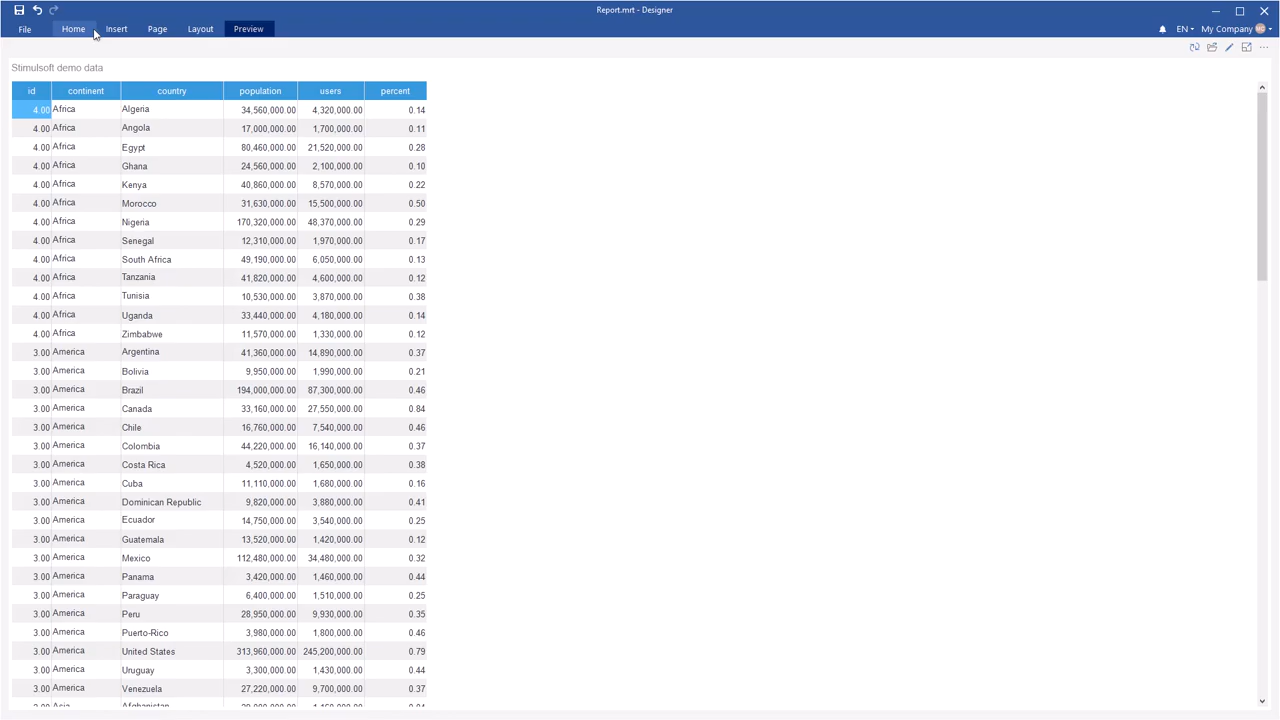 Report.mrt - Designer
File Home Insert Page Layout Preview EN My Company
Stimulsoft demo data
id continent country population users percent
4.00 Africa Algeria 34,560,000.00 4,320,000.00 0.14
4.00 Africa Angola 17,000,000.00 1,700,000.00 0.11
4.00 Africa Egypt 80,460,000.00 21,520,000.00 0.28
4.00 Africa Ghana 24,560,000.00 2,100,000.00 0.10
4.00 Africa Kenya 40,860,000.00 8,570,000.00 0.22
4.00 Africa Morocco 31,630,000.00 15,500,000.00 0.50
4.00 Africa Nigeria 170,320,000.00 48,370,000.00 0.29
4.00 Africa Senegal 12,310,000.00 1,970,000.00 0.17
4.00 Africa South Africa 49,190,000.00 6,050,000.00 0.13
4.00 Africa Tanzania 41,820,000.00 4,600,000.00 0.12
4.00 Africa Tunisia 10,530,000.00 3,870,000.00 0.38
4.00 Africa Uganda 33,440,000.00 4,180,000.00 0.14
4.00 Africa Zimbabwe 11,570,000.00 1,330,000.00 0.12
3.00 America Argentina 41,360,000.00 14,890,000.00 0.37
3.00 America Bolivia 9,950,000.00 1,990,000.00 0.21
3.00 America Brazil 194,000,000.00 87,300,000.00 0.46
3.00 America Canada 33,160,000.00 27,550,000.00 0.84
3.00 America Chile 16,760,000.00 7,540,000.00 0.46
3.00 America Colombia 44,220,000.00 16,140,000.00 0.37
3.00 America Costa Rica 4,520,000.00 1,650,000.00 0.38
3.00 America Cuba 11,110,000.00 1,680,000.00 0.16
3.00 America Dominican Republic 9,820,000.00 3,880,000.00 0.41
3.00 America Ecuador 14,750,000.00 3,540,000.00 0.25
3.00 America Guatemala 13,520,000.00 1,420,000.00 0.12
3.00 America Mexico 112,480,000.00 34,480,000.00 0.32
3.00 America Panama 3,420,000.00 1,460,000.00 0.44
3.00 America Paraguay 6,400,000.00 1,510,000.00 0.25
3.00 America Peru 28,950,000.00 9,930,000.00 0.35
3.00 America Puerto-Rico 3,980,000.00 1,800,000.00 0.46
3.00 America United States 313,960,000.00 245,200,000.00 0.79
3.00 America Uruguay 3,300,000.00 1,430,000.00 0.44
3.00 America Venezuela 27,220,000.00 9,700,000.00 0.37
Asia Afghanistan